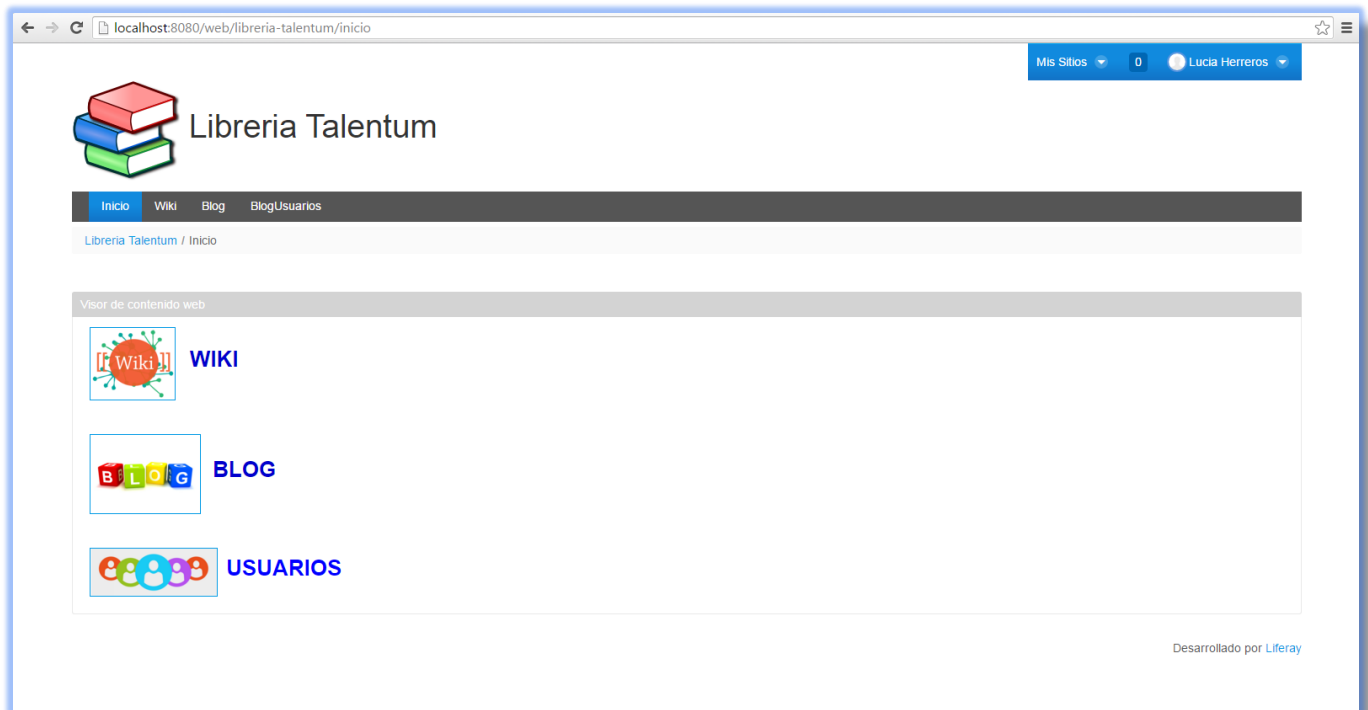 localhost:8080/web/libreria-talentum/inicio
Mis Sitios 0 Lucia Herreros
Libreria Talentum
Inicio Wiki Blog BlogUsuarios
Libreria Talentum / Inicio
Visor de contenido web
[[Wiki]] WIKI
BLOG BLOG
USUARIOS
Desarrollado por Liferay